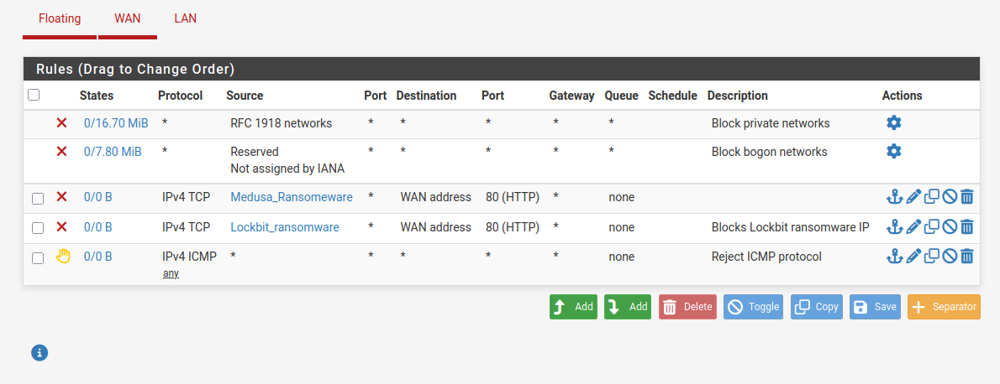 Floating WAN LAN
Rules (Drag to Change Order)
States Protocol Source Port Destination Port Gateway Queue Schedule Description Actions
0/16.70 MiB * RFC 1918 networks * * * * * Block private networks
0/7.80 MiB * Reserved * * * * * Block bogon networks
Not assigned by IANA
0/0 B IPv4 TCP Medusa_Ransomeware * WAN address 80 (HTTP) * none
0/0 B IPv4 TCP Lockbit_ransomware * WAN address 80 (HTTP) * none Blocks Lockbit ransomware IP
0/0 B IPv4 ICMP * * * * * none Reject ICMP protocol
any
Add Add Delete Toggle Copy Save Separator